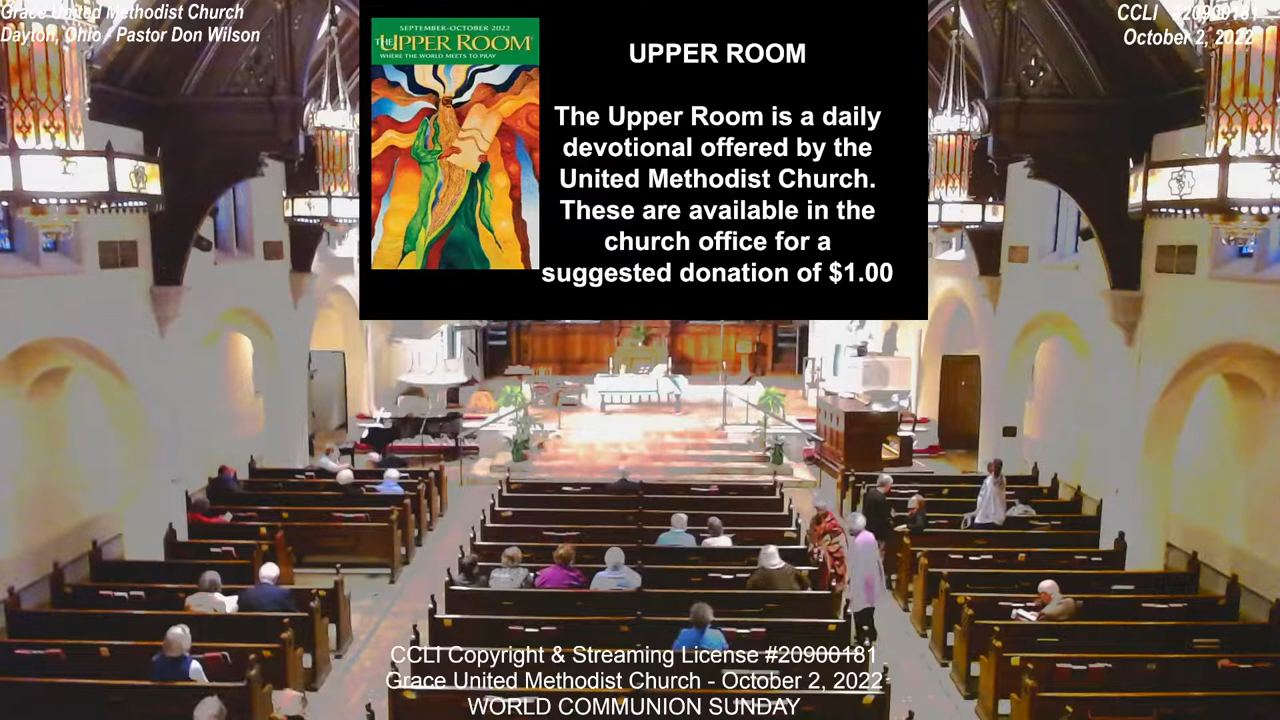 Grace United Methodist Church
Dayton, Ohio - Pastor Don Wilson
CCLI #20900181
October 2, 2022
SEPTEMBER-OCTOBER 2022
THE UPPER ROOM
WHERE THE WORLD MEETS TO PRAY
UPPER ROOM
The Upper Room is a daily
devotional offered by the
United Methodist Church.
These are available in the
church office for a
suggested donation of $1.00
CCLI Copyright & Streaming License #20900181
Grace United Methodist Church - October 2, 2022
WORLD COMMUNION SUNDAY